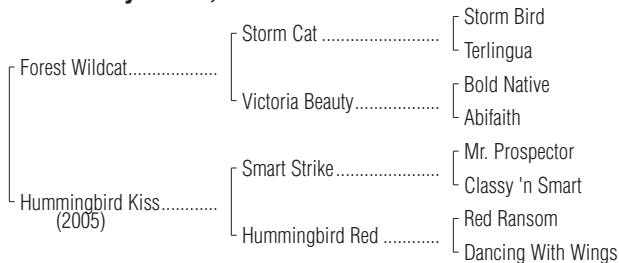 Storm Bird
Storm Cat ........................
Terlingua
Forest Wildcat..................
Bold Native
Victoria Beauty.................
Abifaith
Mr. Prospector
Smart Strike.....................
Classy 'n Smart
Hummingbird Kiss...........
(2005)
Red Ransom
Hummingbird Red ............
Dancing With Wings